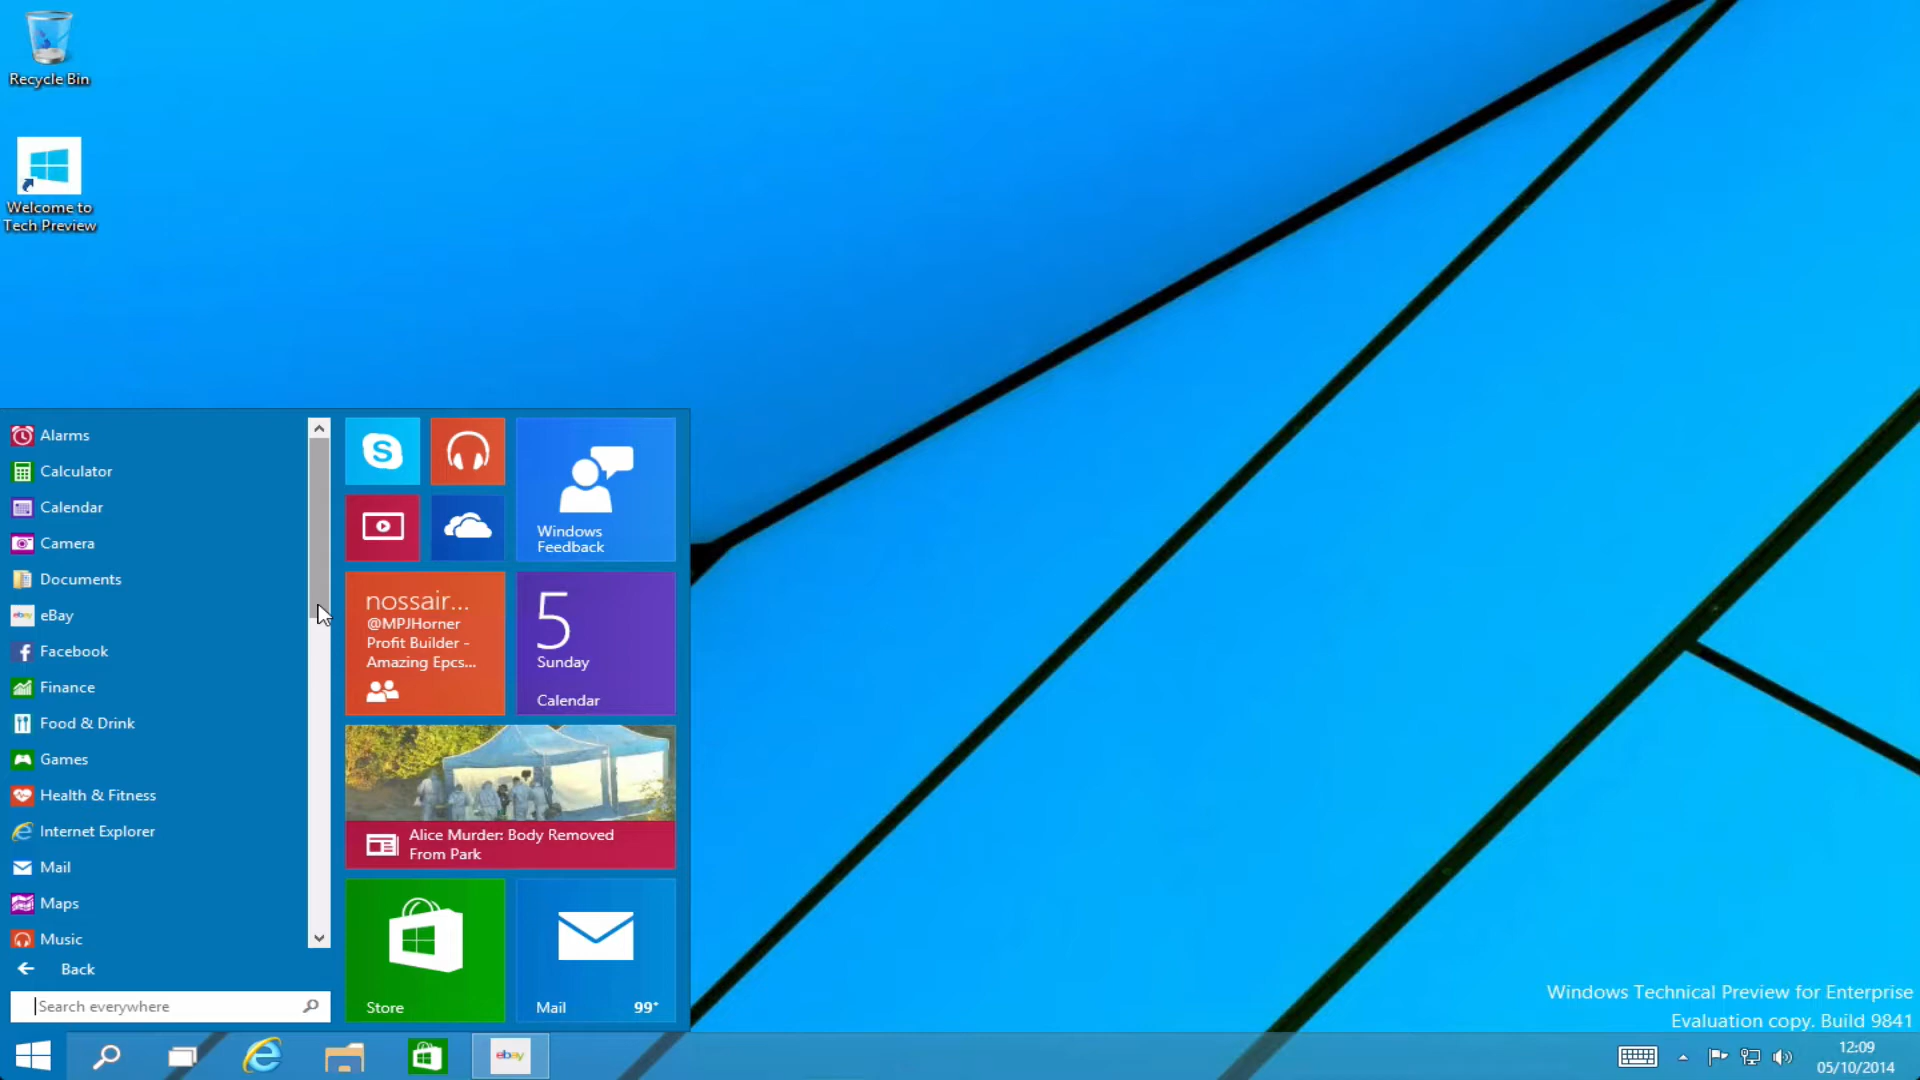 Recycle Bin
Welcome to
Tech Preview
Alarms
Calculator
Calendar
Camera
Documents
eBay
Facebook
Finance
Food & Drink
Games
Health & Fitness
Internet Explorer
Mail
Maps
Music
Back
Search everywhere
S
Windows
Feedback
nossair...
@MPJHorner
Profit Builder -
Amazing Epcs...
5
Sunday
Calendar
Alice Murder: Body Removed
From Park
Store
Mail 99+
ebay
Windows Technical Preview for Enterprise
Evaluation copy. Build 9841
12:09
05/10/2014